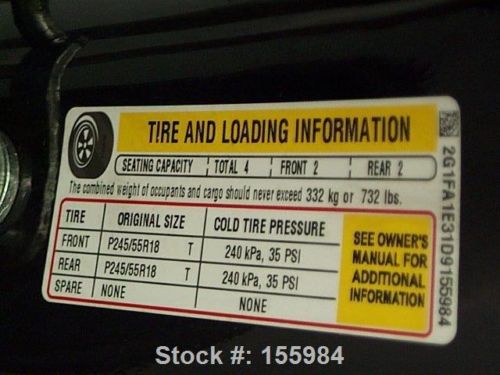 TIRE AND LOADING INFORMATION
SEATING CAPACITY TOTAL 4 FRONT 2 REAR 2
The combined weight of occupants and cargo should never exceed 332 kg or 732 lbs.
TIRE ORIGINAL SIZE COLD TIRE PRESSURE
FRONT P245/55R18 T 240 kPa, 35 PSI
REAR P245/55R18 T 240 kPa, 35 PSI
SPARE NONE NONE
SEE OWNER'S
MANUAL FOR
ADDITIONAL
INFORMATION
2G1FA1E31D9155984
Stock #: 155984